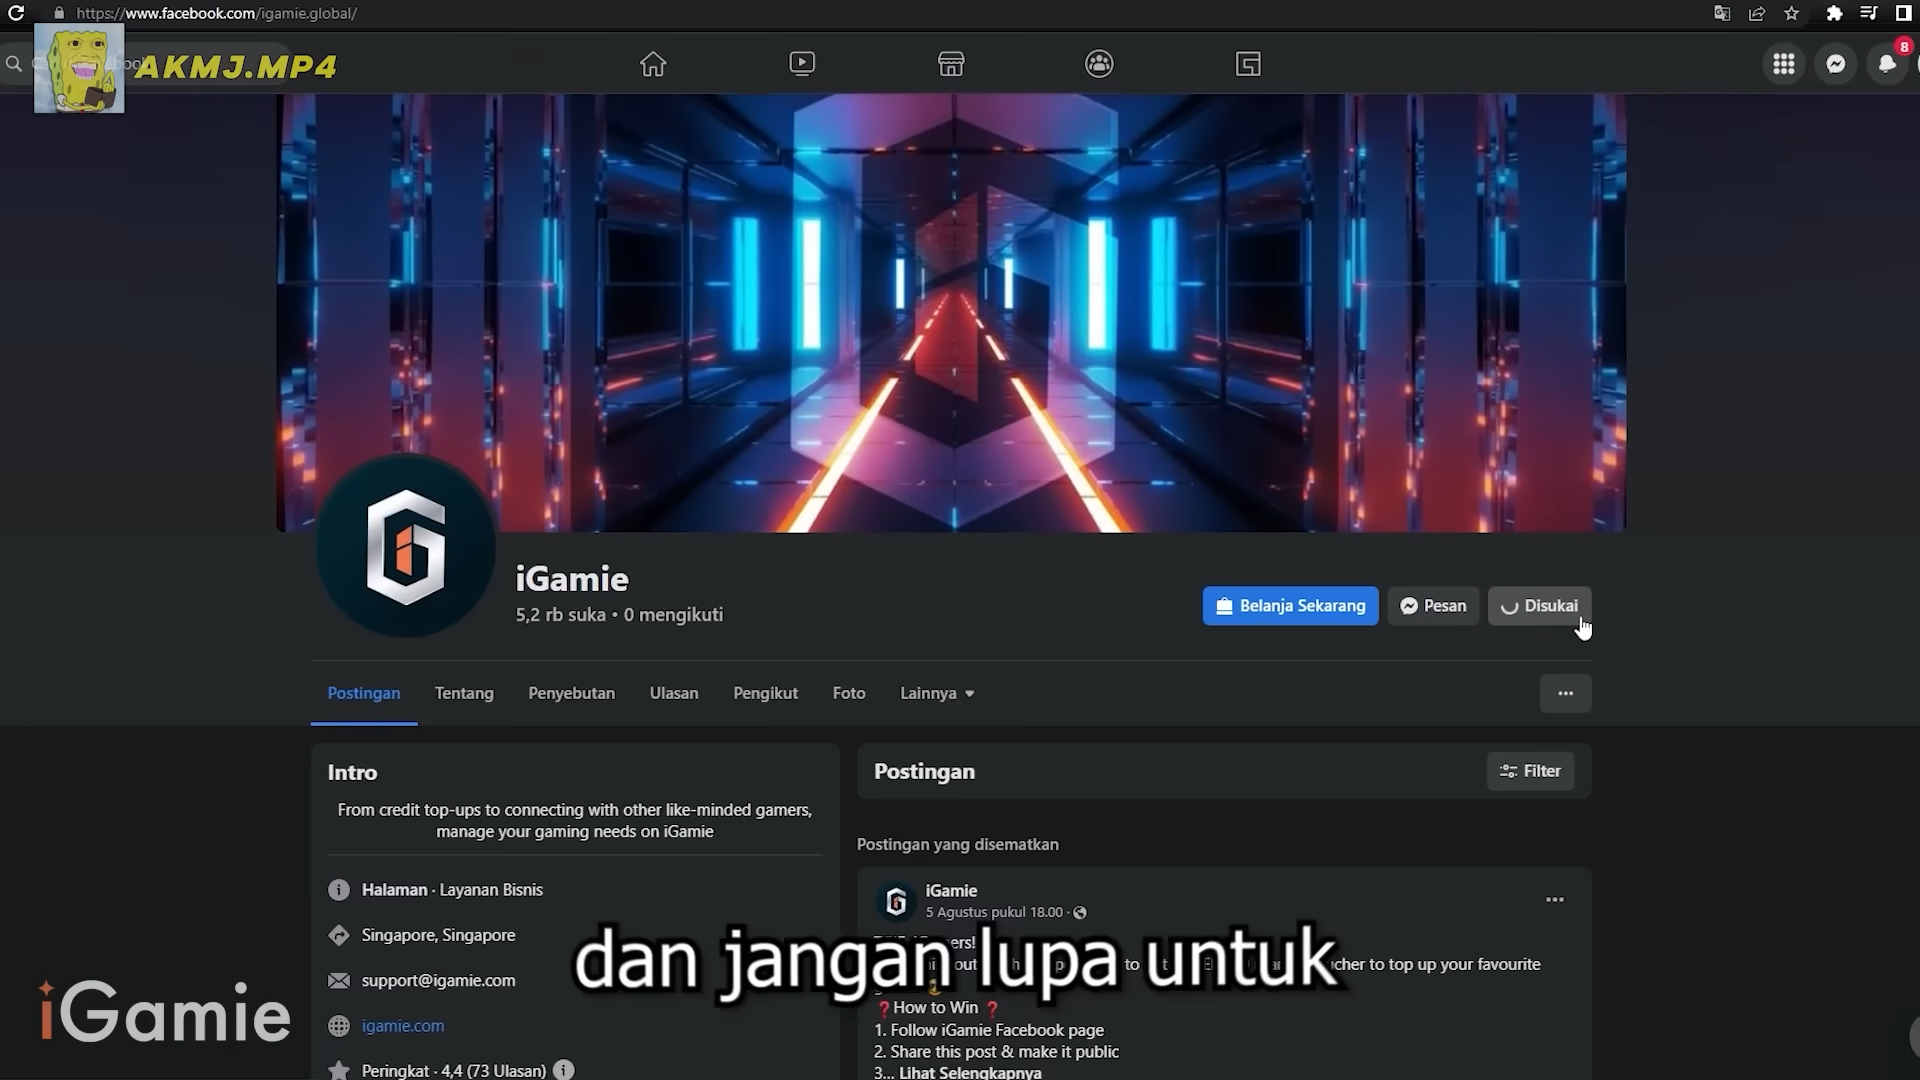 https://www.facebook.com/igamie.global/
AKMJ.MP4
8
iGamie
5,2 rb suka • 0 mengikuti
Belanja Sekarang
Pesan
Disukai
Postingan
Tentang
Penyebutan
Ulasan
Pengikut
Foto
Lainnya
Intro
From credit top-ups to connecting with other like-minded gamers,
manage your gaming needs on iGamie
Halaman · Layanan Bisnis
Singapore, Singapore
support@igamie.com
igamie.com
Peringkat · 4,4 (73 Ulasan)
Postingan
Filter
Postingan yang disematkan
iGamie
5 Agustus pukul 18.00 ·
to top up your favourite
❓How to Win ❓
1. Follow iGamie Facebook page
2. Share this post & make it public
3... Lihat Selengkapnya
dan jangan lupa untuk
iGamie